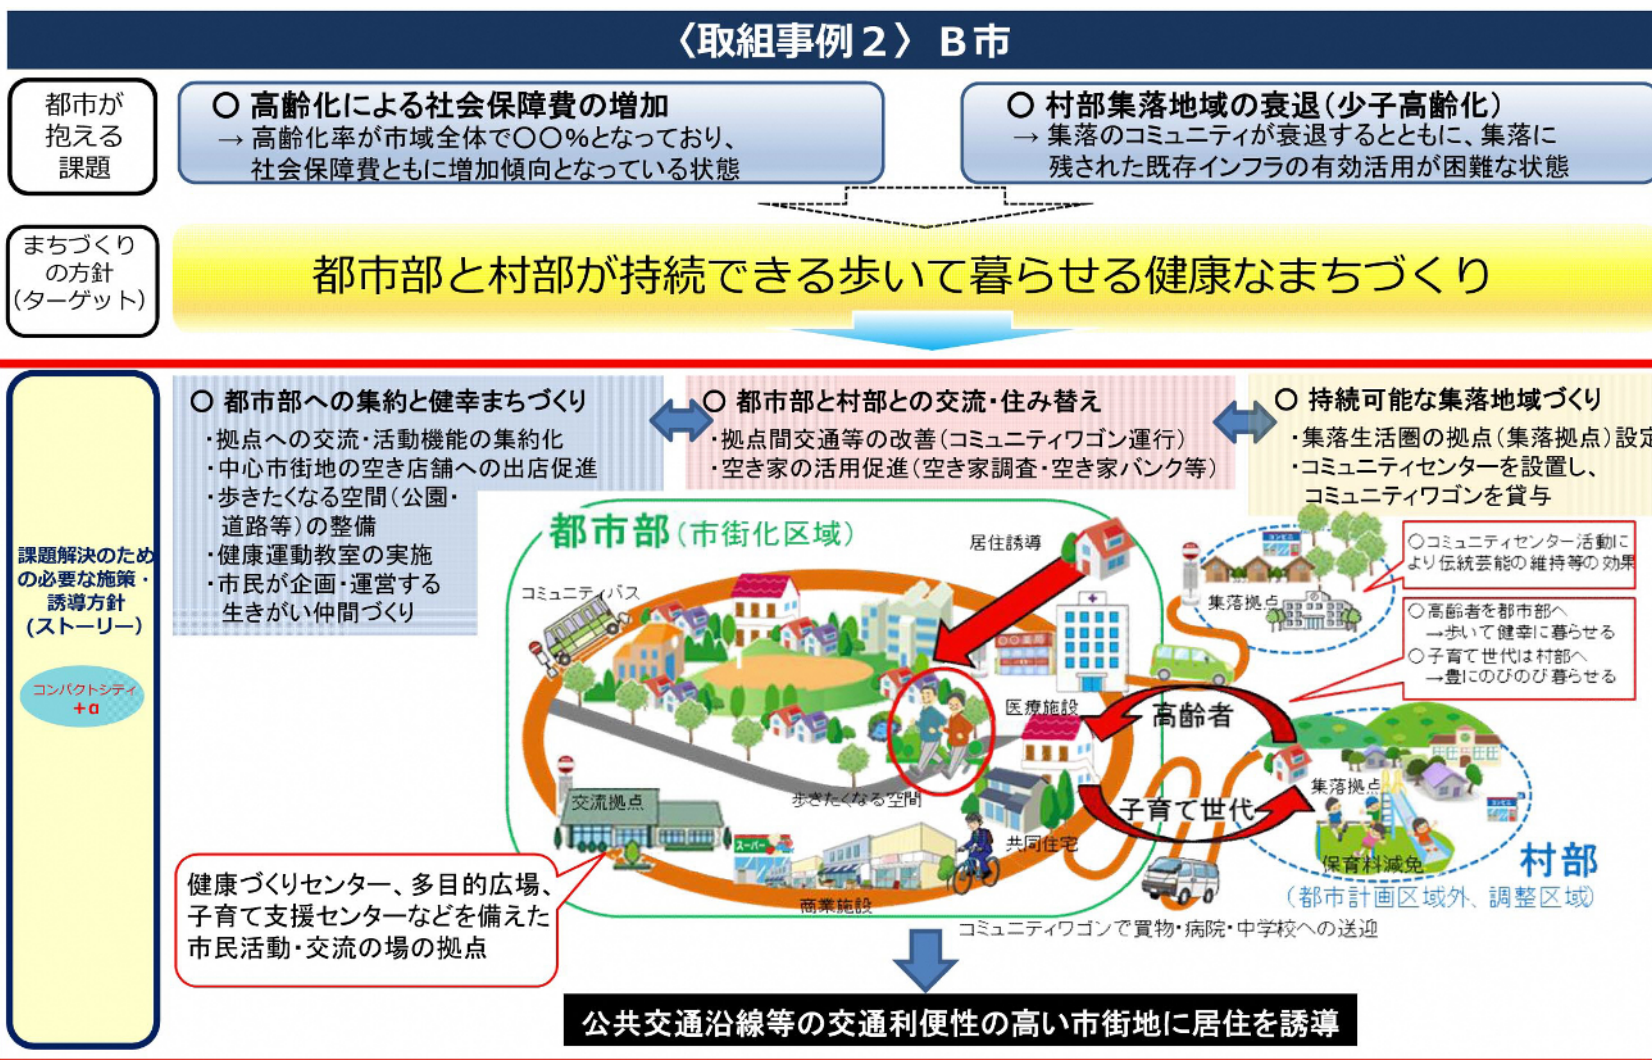 〈取組事例２〉Ｂ市
都市が
抱える
課題
〇 高齢化による社会保障費の増加
→ 高齢化率が市域全体で〇〇％となっており、
社会保障費ともに増加傾向となっている状態
〇 村部集落地域の衰退（少子高齢化）
→ 集落のコミュニティが衰退するとともに、集落に
残された既存インフラの有効活用が困難な状態
まちづくり
の方針
（ターゲット）
都市部と村部が持続できる歩いて暮らせる健康なまちづくり
課題解決のため
の必要な施策・
誘導方針
（ストーリー）
コンパクトシティ
＋α
〇 都市部への集約と健幸まちづくり
・拠点への交流・活動機能の集約化
・中心市街地の空き店舗への出店促進
・歩きたくなる空間（公園・
道路等）の整備
・健康運動教室の実施
・市民が企画・運営する
生きがい仲間づくり
〇 都市部と村部との交流・住み替え
・拠点間交通等の改善（コミュニティワゴン運行）
・空き家の活用促進（空き家調査・空き家バンク等）
〇 持続可能な集落地域づくり
・集落生活圏の拠点（集落拠点）設定
・コミュニティセンターを設置し、
コミュニティワゴンを貸与
都市部（市街化区域）
居住誘導
コミュニティバス
コンビニ
集落拠点
〇コミュニティセンター活動に
より伝統芸能の維持等の効果
〇高齢者を都市部へ
→歩いて健幸に暮らせる
〇子育て世代は村部へ
→豊にのびのび暮らせる
〇〇薬局
医療施設
高齢者
歩きたくなる空間
交流拠点
スーパー
商業施設
共同住宅
子育て世代
集落拠点
コンビニ
保育料減免
村部
（都市計画区域外、調整区域）
コミュニティワゴンで買物・病院・中学校への送迎
健康づくりセンター、多目的広場、
子育て支援センターなどを備えた
市民活動・交流の場の拠点
公共交通沿線等の交通利便性の高い市街地に居住を誘導